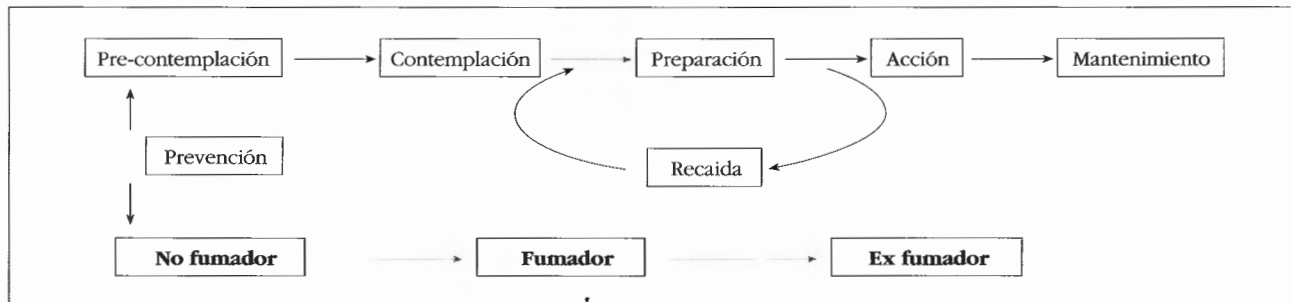 Pre-contemplación Contemplación Preparación Acción Mantenimiento
Prevención
Recaida
No fumador Fumador Ex fumador